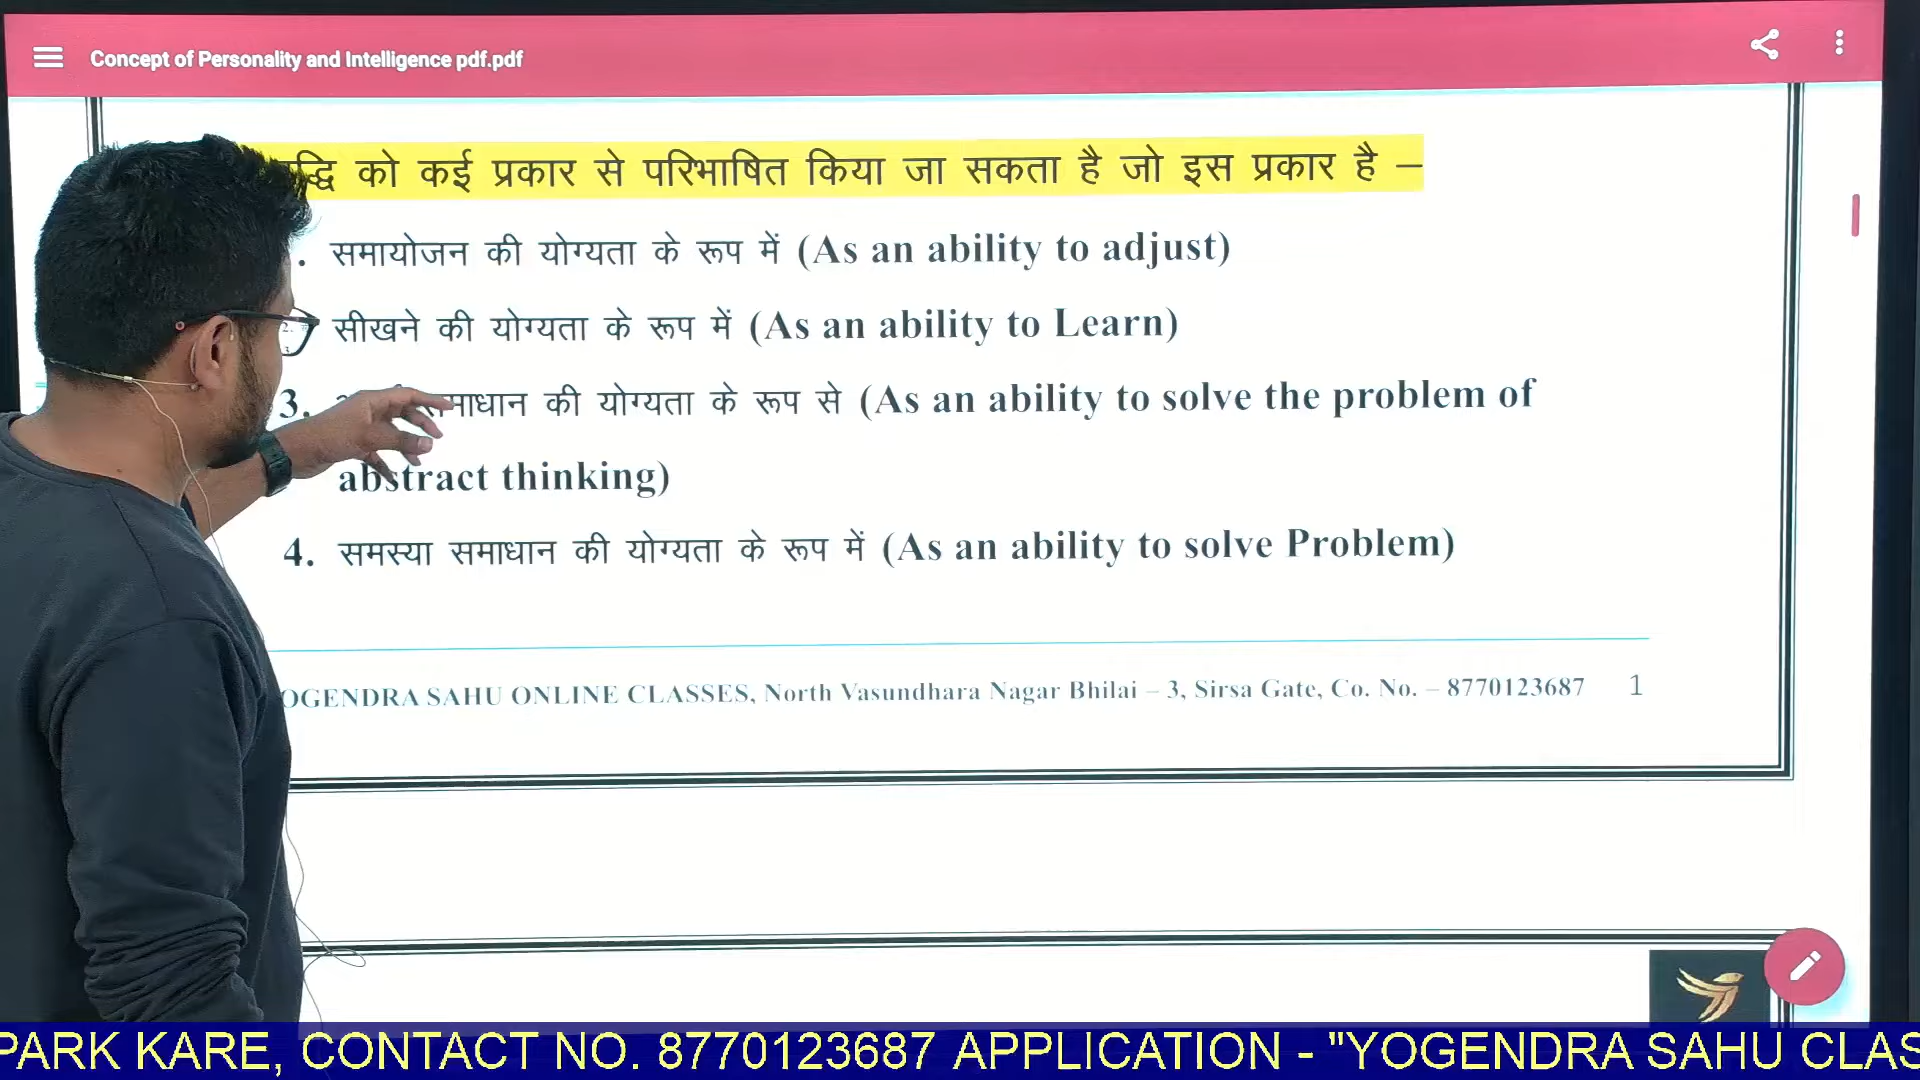 Concept of Personality and Intelligence pdf.pdf
को कई प्रकार से परिभाषित किया जा सकता है जो इस प्रकार है –
. समायोजन की योग्यता के रूप में (As an ability to adjust)
सीखने की योग्यता के रूप में (As an ability to Learn)
3. समाधान की योग्यता के रूप से (As an ability to solve the problem of
abstract thinking)
4. समस्या समाधान की योग्यता के रूप में (As an ability to solve Problem)
OGENDRA SAHU ONLINE CLASSES, North Vasundhara Nagar Bhilai – 3, Sirsa Gate, Co. No. – 8770123687 1
PARK KARE, CONTACT NO. 8770123687 APPLICATION - "YOGENDRA SAHU CLAS